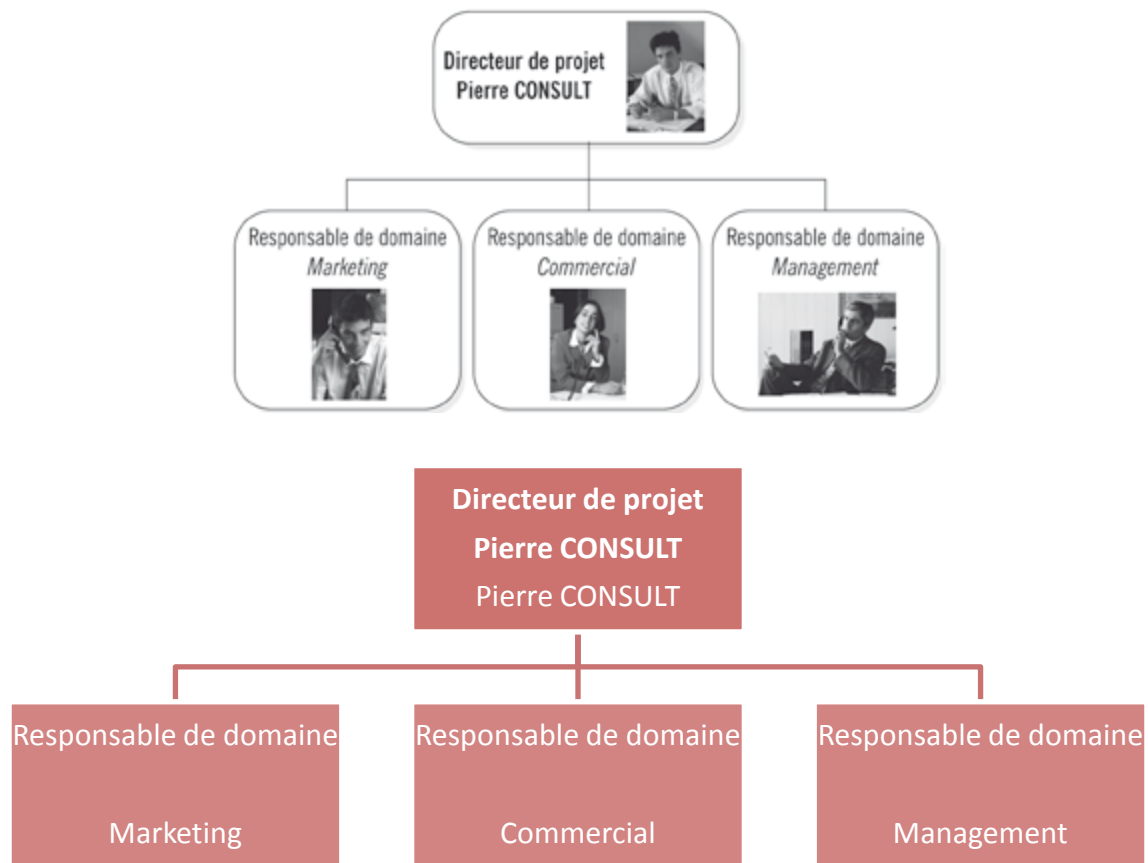 Directeur de projet
Pierre CONSULT
Responsable de domaine
Marketing
Responsable de domaine
Commercial
Responsable de domaine
Management
Directeur de projet
Pierre CONSULT
Pierre CONSULT
Responsable de domaine
Marketing
Responsable de domaine
Commercial
Responsable de domaine
Management